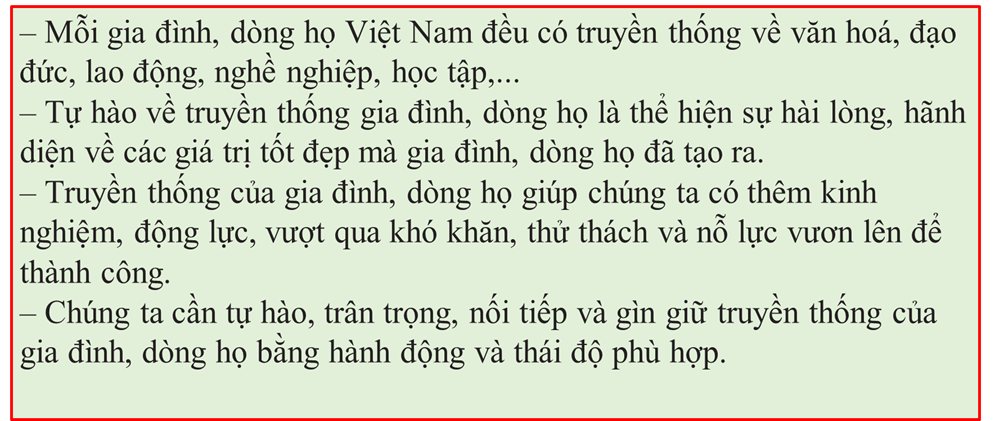 – Mỗi gia đình, dòng họ Việt Nam đều có truyền thống về văn hoá, đạo
đức, lao động, nghề nghiệp, học tập,...
– Tự hào về truyền thống gia đình, dòng họ là thể hiện sự hài lòng, hãnh
diện về các giá trị tốt đẹp mà gia đình, dòng họ đã tạo ra.
– Truyền thống của gia đình, dòng họ giúp chúng ta có thêm kinh
nghiệm, động lực, vượt qua khó khăn, thử thách và nỗ lực vươn lên để
thành công.
– Chúng ta cần tự hào, trân trọng, nối tiếp và gìn giữ truyền thống của
gia đình, dòng họ bằng hành động và thái độ phù hợp.